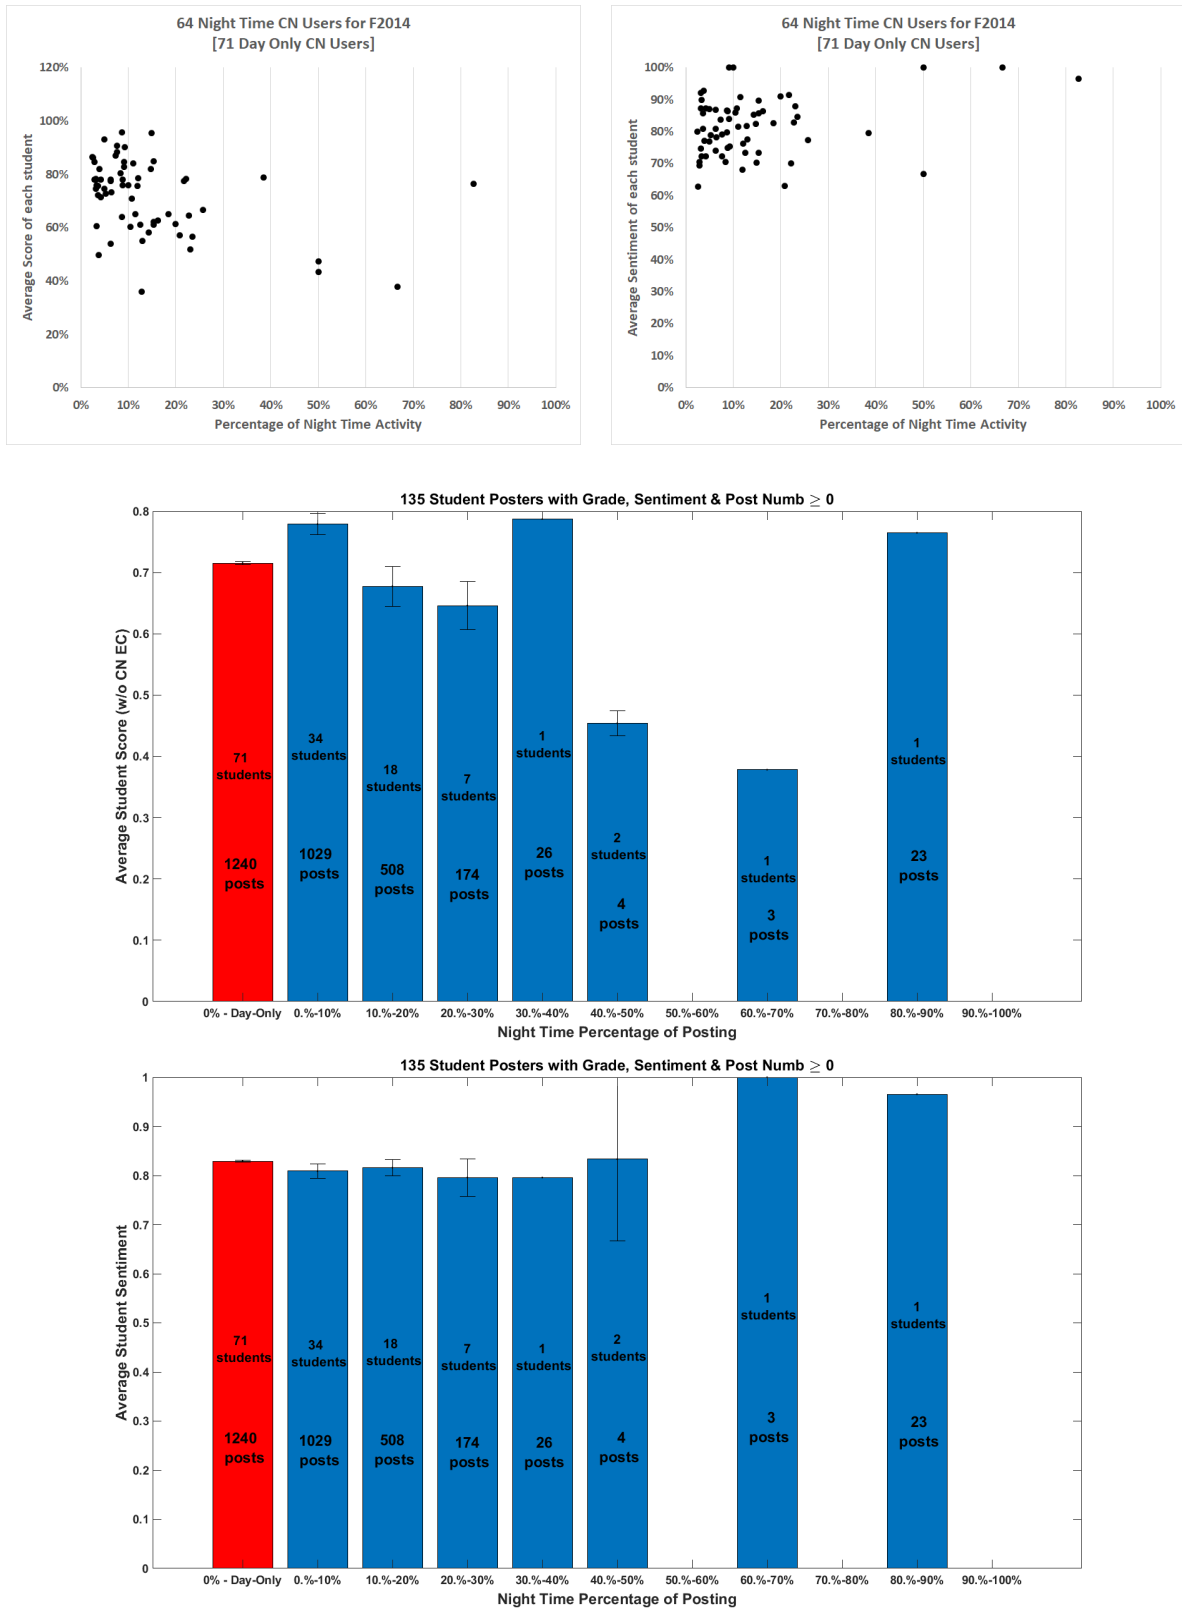 64 Night Time CN Users for F2014
[71 Day Only CN Users]
120%
100%
80%
60%
40%
20%
0%
Average Score of each student
0% 10% 20% 30% 40% 50% 60% 70% 80% 90% 100%
Percentage of Night Time Activity
64 Night Time CN Users for F2014
[71 Day Only CN Users]
100%
90%
80%
70%
60%
50%
40%
30%
20%
10%
0%
Average Sentiment of each student
0% 10% 20% 30% 40% 50% 60% 70% 80% 90% 100%
Percentage of Night Time Activity
135 Student Posters with Grade, Sentiment & Post Numb ≥ 0
0.8
0.7
0.6
0.5
0.4
0.3
0.2
0.1
0
Average Student Score (w/o CN EC)
71
students
1240
posts
34
students
1029
posts
18
students
508
posts
7
students
174
posts
1
students
26
posts
2
students
4
posts
1
students
3
posts
1
students
23
posts
0% - Day-Only 0.%-10% 10.%-20% 20.%-30% 30.%-40% 40.%-50% 50.%-60% 60.%-70% 70.%-80% 80.%-90% 90.%-100%
Night Time Percentage of Posting
135 Student Posters with Grade, Sentiment & Post Numb ≥ 0
1
0.9
0.8
0.7
0.6
0.5
0.4
0.3
0.2
0.1
0
Average Student Sentiment
71
students
1240
posts
34
students
1029
posts
18
students
508
posts
7
students
174
posts
1
students
26
posts
2
students
4
posts
1
students
3
posts
1
students
23
posts
0% - Day-Only 0.%-10% 10.%-20% 20.%-30% 30.%-40% 40.%-50% 50.%-60% 60.%-70% 70.%-80% 80.%-90% 90.%-100%
Night Time Percentage of Posting